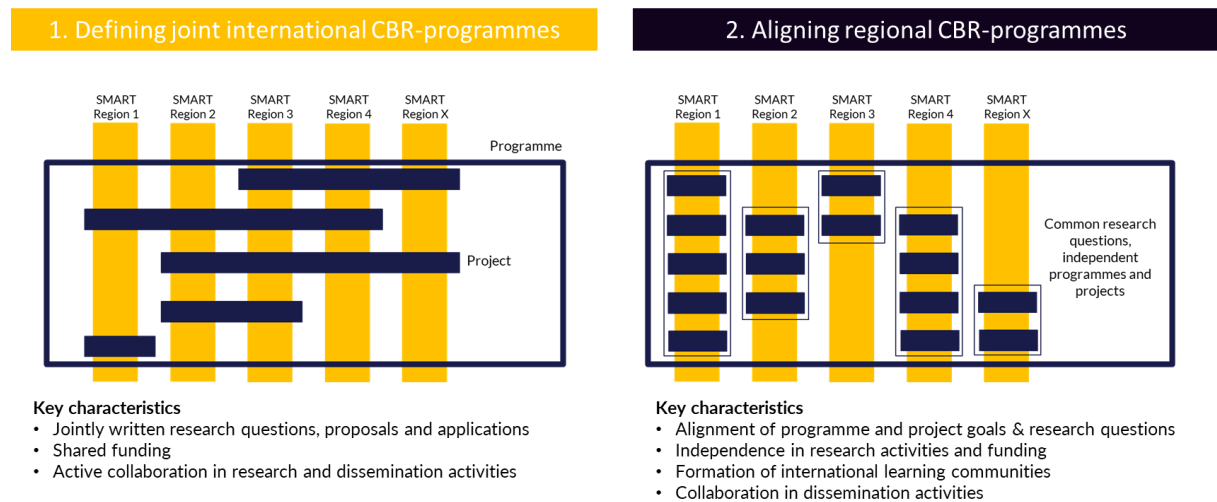 1. Defining joint international CBR-programmes
SMART
Region 1
SMART
Region 2
SMART
Region 3
SMART
Region 4
SMART
Region X
Programme
Project
Key characteristics
• Jointly written research questions, proposals and applications
• Shared funding
• Active collaboration in research and dissemination activities
2. Aligning regional CBR-programmes
SMART
Region 1
SMART
Region 2
SMART
Region 3
SMART
Region 4
SMART
Region X
Common research
questions,
independent
programmes and
projects
Key characteristics
• Alignment of programme and project goals & research questions
• Independence in research activities and funding
• Formation of international learning communities
• Collaboration in dissemination activities